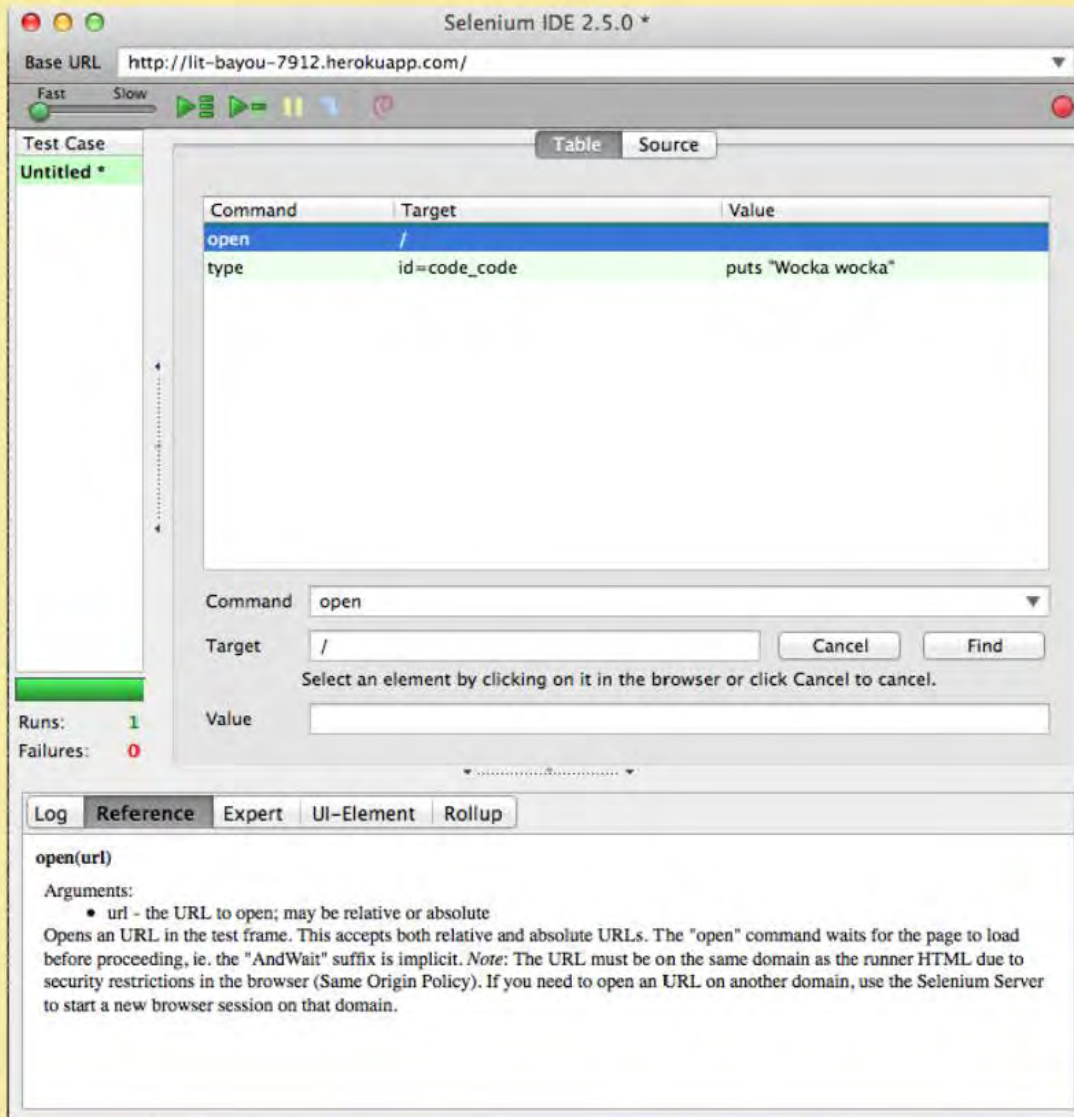 Selenium IDE 2.5.0 *
Base URL http://lit-bayou-7912.herokuapp.com/
Fast Slow
Test Case
Untitled *
Table Source
Command Target Value
open /
type id=code_code puts "Wocka wocka"
Command open
Target / Cancel Find
Select an element by clicking on it in the browser or click Cancel to cancel.
Value
Runs: 1
Failures: 0
Log Reference Expert UI-Element Rollup
open(url)
Arguments:
• url - the URL to open; may be relative or absolute
Opens an URL in the test frame. This accepts both relative and absolute URLs. The "open" command waits for the page to load
before proceeding, ie. the "AndWait" suffix is implicit. Note: The URL must be on the same domain as the runner HTML due to
security restrictions in the browser (Same Origin Policy). If you need to open an URL on another domain, use the Selenium Server
to start a new browser session on that domain.